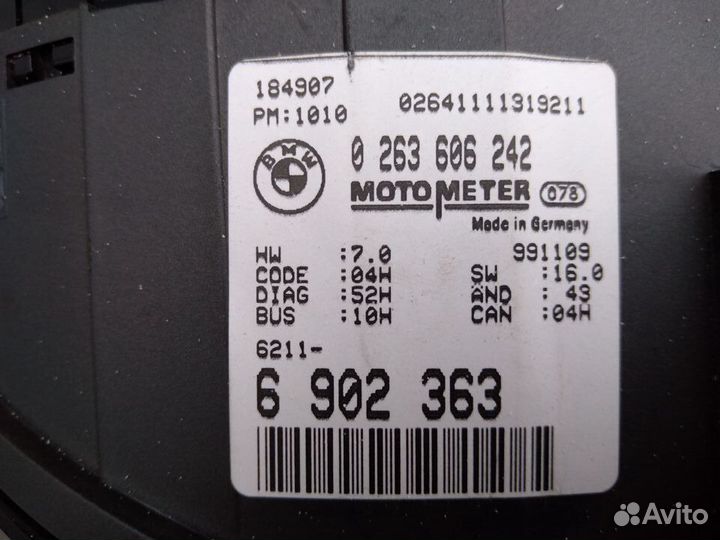 184907
PM:1010
02641111319211
BMW
0 263 606 242
MOTOMETER 078
Made in Germany
HW :7.0 991109
CODE :04H SW :16.0
DIAG :52H ÄND : 43
BUS :10H CAN :04H
6211-
6 902 363
Avito